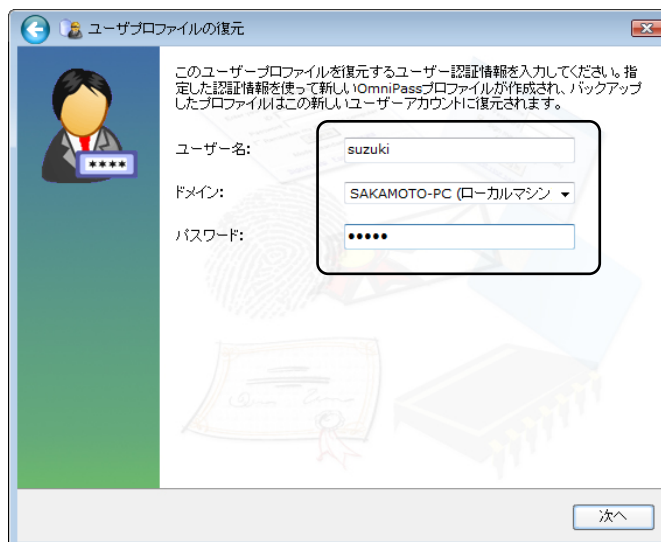 ユーザプロファイルの復元
このユーザープロファイルを復元するユーザー認証情報を入力してください。指
定した認証情報を使って新しいOmniPassプロファイルが作成され、バックアップ
したプロファイルはこの新しいユーザーアカウントに復元されます。
ユーザー名: suzuki
ドメイン: SAKAMOTO-PC (ローカルマシン
パスワード: •••••
****
次へ